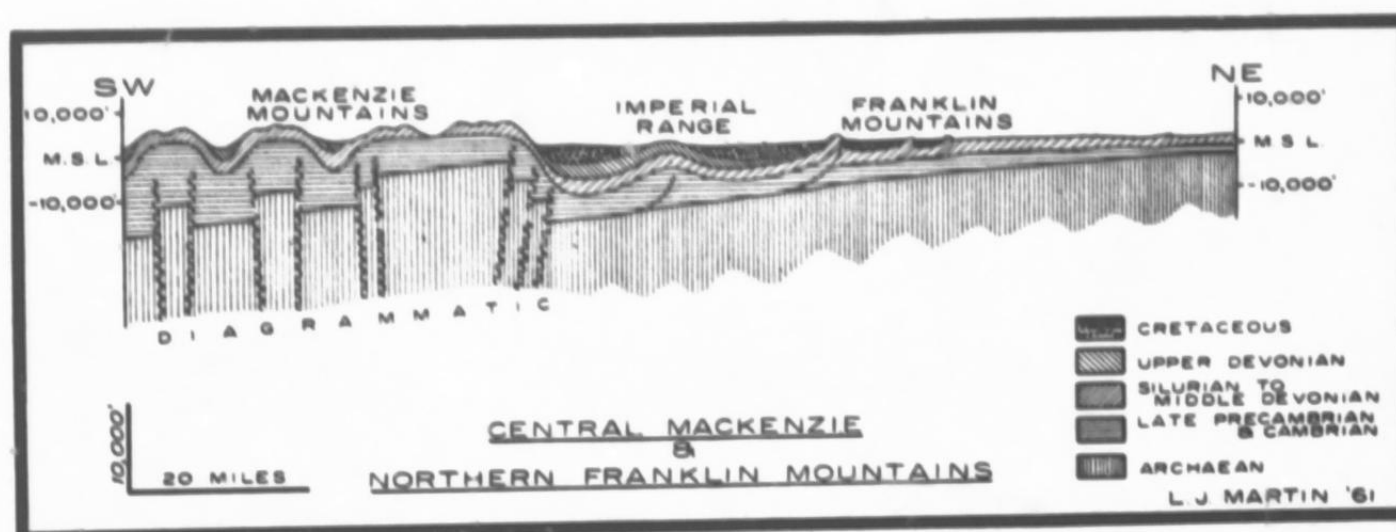 SW
NE
MACKENZIE
MOUNTAINS
IMPERIAL
RANGE
FRANKLIN
MOUNTAINS
10,000'
M.S.L.
-10,000'
10,000'
M.S.L.
-10,000'
DIAGRAMMATIC
CRETACEOUS
UPPER DEVONIAN
SILURIAN TO
MIDDLE DEVONIAN
LATE PRECAMBRIAN
& CAMBRIAN
ARCHAEAN
10,000'
20 MILES
CENTRAL MACKENZIE
&
NORTHERN FRANKLIN MOUNTAINS
L.J. MARTIN '61